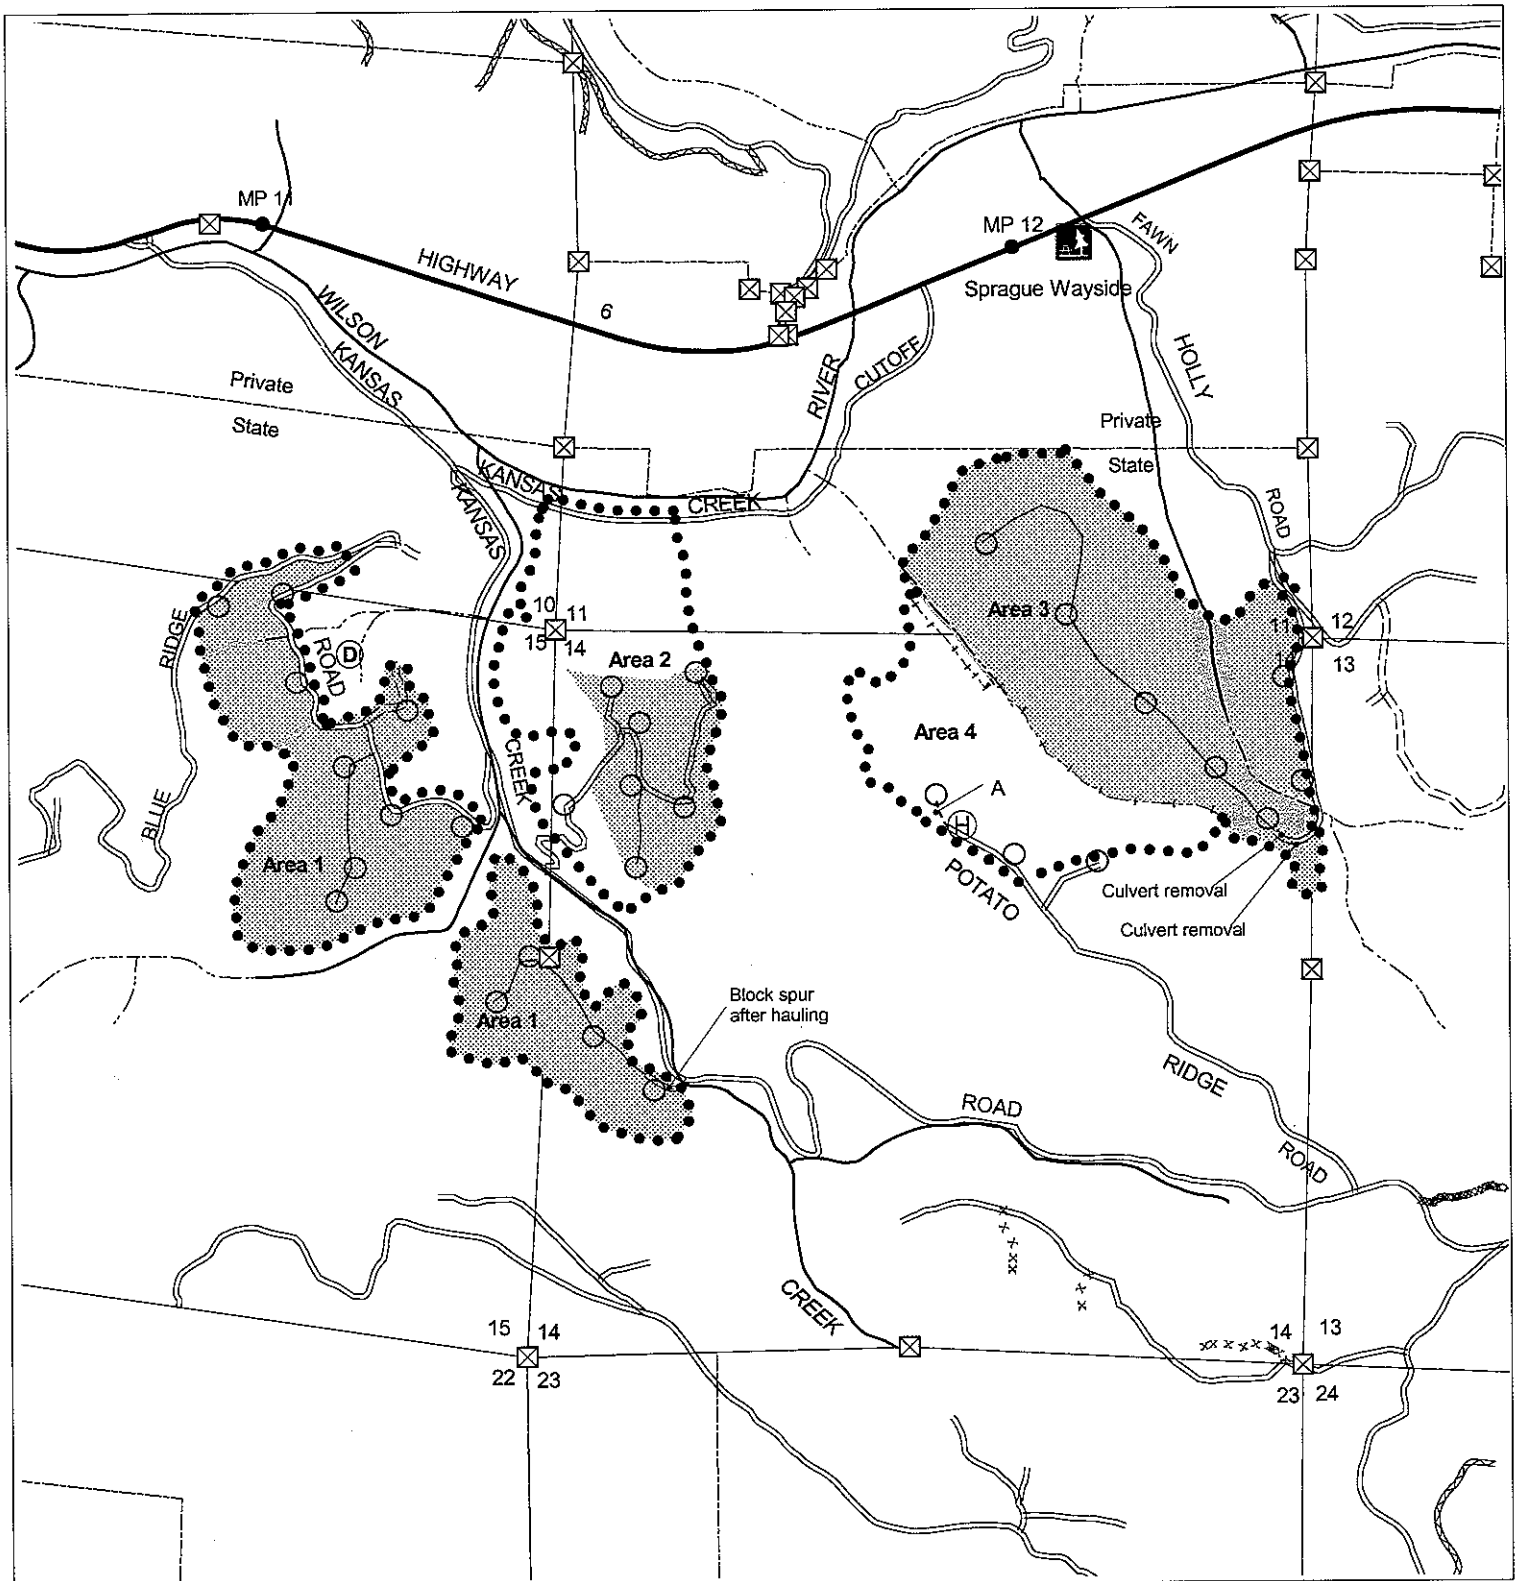 MP 11
HIGHWAY
6
MP 12
FAWN
Sprague Wayside
WILSON
KANSAS
RIVER
CUTOFF
HOLLY
Private
State
Private
State
KANSAS
KANSAS
CREEK
ROAD
RIDGE
ROAD
D
10 11
15 14
Area 2
Area 3
11 12
13
BLUE
Area 1
CREEK
Area 4
A
H
POTATO
Culvert removal
Culvert removal
Area 1
Block spur
after hauling
RIDGE
ROAD
ROAD
CREEK
15 14
22 23
14 13
23 24